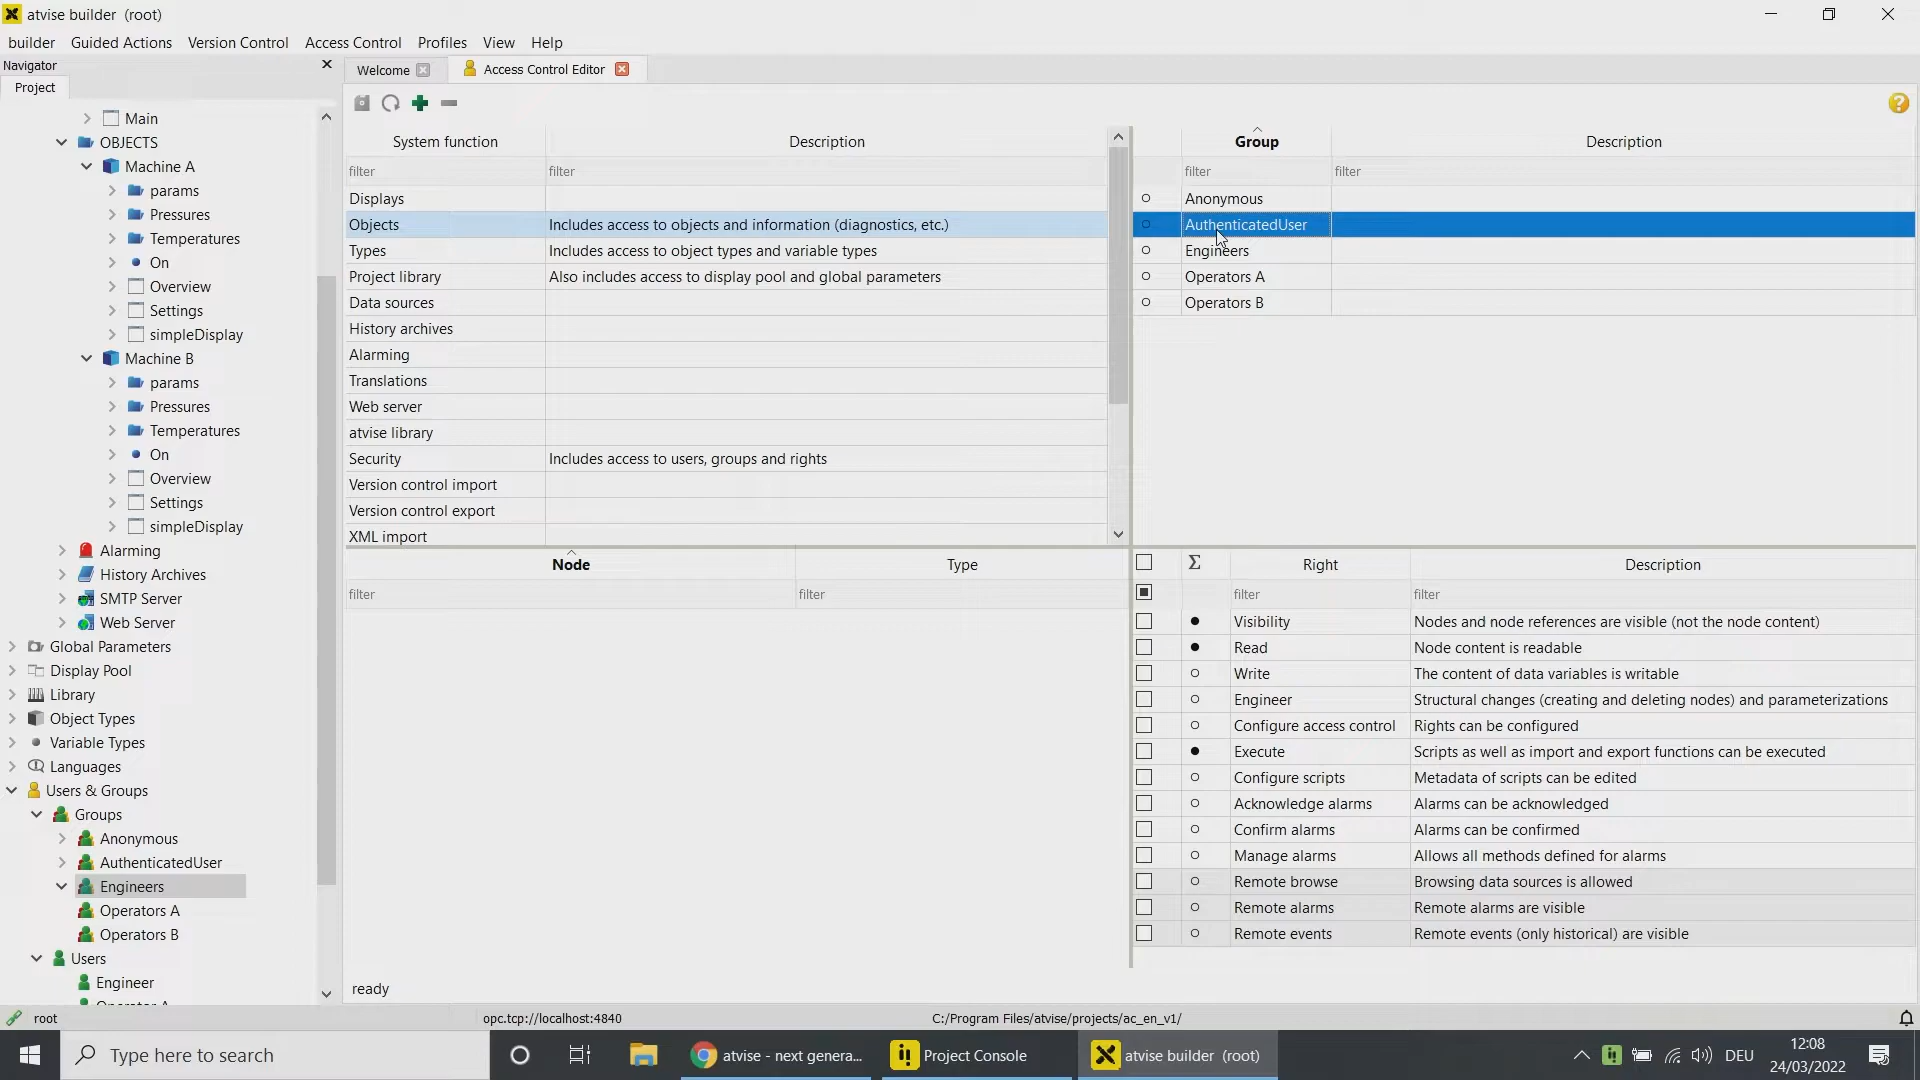 atvise builder (root)
builder Guided Actions Version Control Access Control Profiles View Help
Navigator
Project
Main
OBJECTS
Machine A
params
Pressures
Temperatures
On
Overview
Settings
simpleDisplay
Machine B
params
Pressures
Temperatures
On
Overview
Settings
simpleDisplay
Alarming
History Archives
SMTP Server
Web Server
Global Parameters
Display Pool
Library
Object Types
Variable Types
Languages
Users & Groups
Groups
Anonymous
AuthenticatedUser
Engineers
Operators A
Operators B
Users
Engineer
Operator A
Welcome
Access Control Editor
System function Description
filter filter
Displays
Objects Includes access to objects and information (diagnostics, etc.)
Types Includes access to object types and variable types
Project library Also includes access to display pool and global parameters
Data sources
History archives
Alarming
Translations
Web server
atvise library
Security Includes access to users, groups and rights
Version control import
Version control export
XML import
Group Description
filter filter
Anonymous
AuthenticatedUser
Engineers
Operators A
Operators B
Node Type
filter filter
Σ Right Description
filter filter
Visibility Nodes and node references are visible (not the node content)
Read Node content is readable
Write The content of data variables is writable
Engineer Structural changes (creating and deleting nodes) and parameterizations
Configure access control Rights can be configured
Execute Scripts as well as import and export functions can be executed
Configure scripts Metadata of scripts can be edited
Acknowledge alarms Alarms can be acknowledged
Confirm alarms Alarms can be confirmed
Manage alarms Allows all methods defined for alarms
Remote browse Browsing data sources is allowed
Remote alarms Remote alarms are visible
Remote events Remote events (only historical) are visible
ready
root opc.tcp://localhost:4840 C:/Program Files/atvise/projects/ac_en_v1/
Type here to search
atvise - next genera...
Project Console
atvise builder (root)
DEU
12:08
24/03/2022